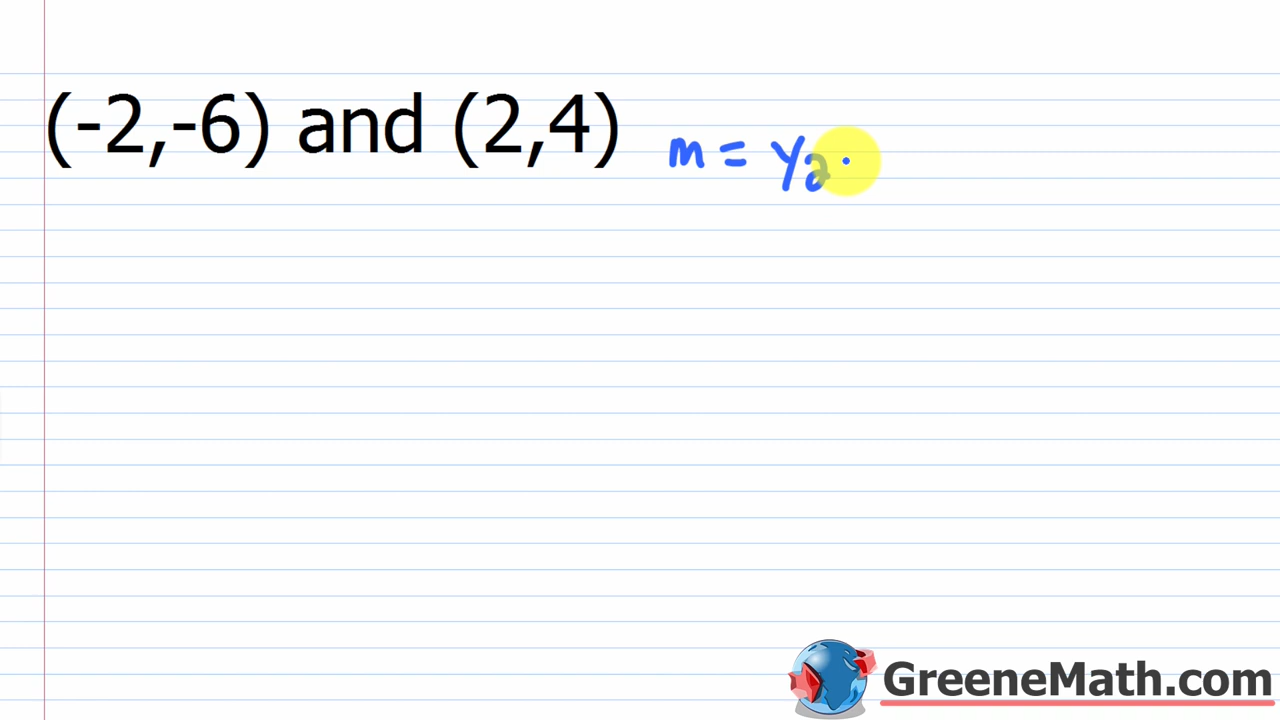 (-2,-6) and (2,4) m = y₂
GreeneMath.com